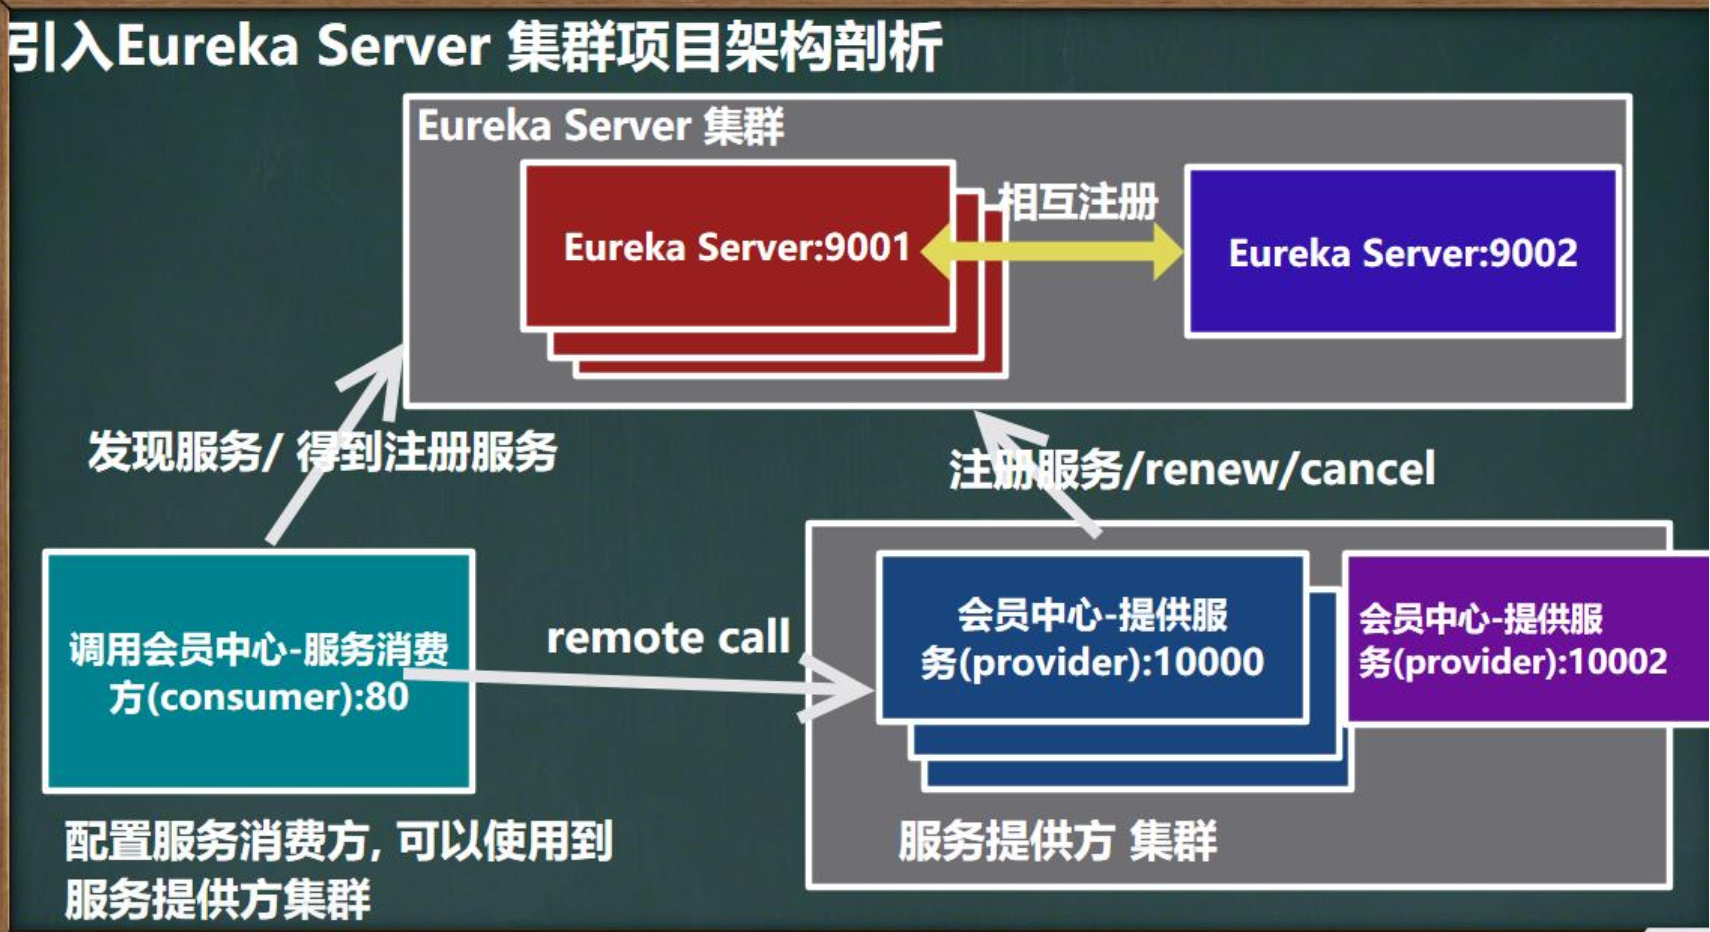 引入Eureka Server 集群项目架构剖析
Eureka Server 集群
相互注册
Eureka Server:9001
Eureka Server:9002
发现服务/ 得到注册服务
注册服务/renew/cancel
调用会员中心-服务消费
方(consumer):80
remote call
会员中心-提供服
务(provider):10000
会员中心-提供服
务(provider):10002
配置服务消费方, 可以使用到
服务提供方集群
服务提供方 集群